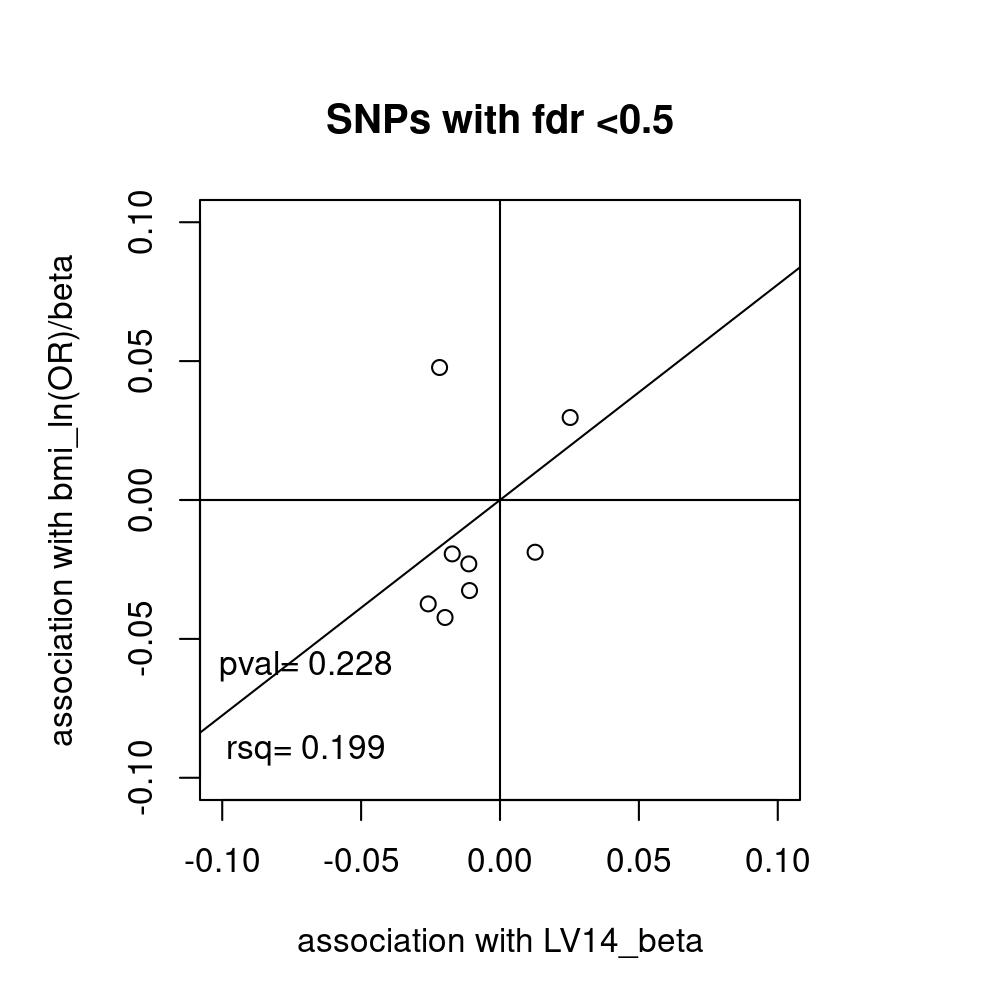 SNPs with fdr <0.5
association with bmi_ln(OR)/beta
0.10
0.05
0.00
-0.05
-0.10
pval= 0.228
rsq= 0.199
-0.10 -0.05 0.00 0.05 0.10
association with LV14_beta